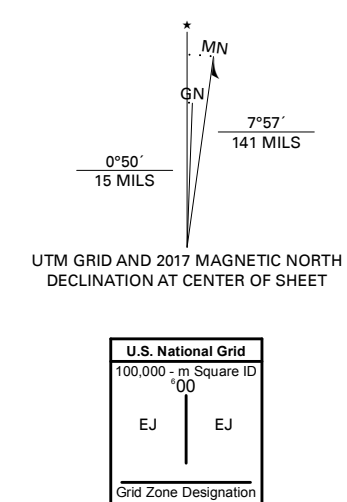 ★
MN
GN
7°57´
141 MILS
0°50´
15 MILS
UTM GRID AND 2017 MAGNETIC NORTH
DECLINATION AT CENTER OF SHEET
U.S. National Grid
100,000 - m Square ID
⁶00
EJ EJ
Grid Zone Designation